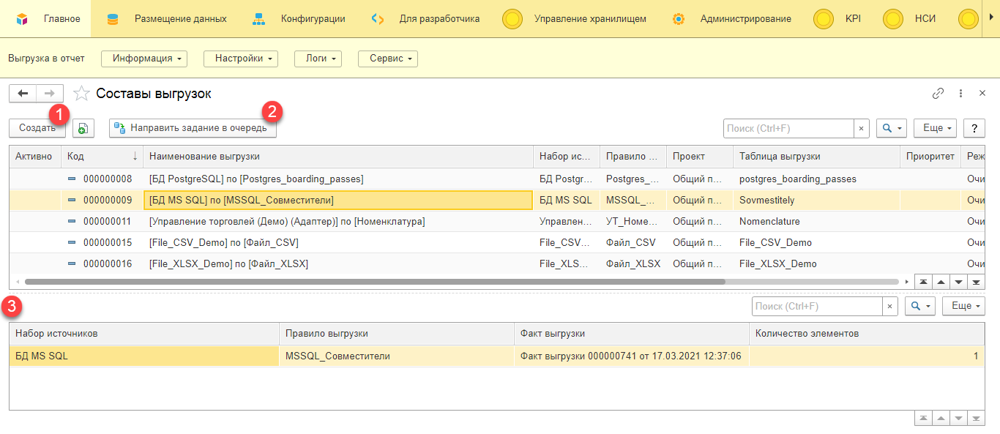 Главное Размещение данных Конфигурации Для разработчика Управление хранилищем Администрирование KPI НСИ
Выгрузка в отчет Информация Настройки Логи Сервис
Составы выгрузок
1 2
Создать Направить задание в очередь Поиск (Ctrl+F) × Еще ?
Активно Код ↓ Наименование выгрузки Набор ис... Правило ... Проект Таблица выгрузки Приоритет Реж
000000008 [БД PostgreSQL] по [Postgres_boarding_passes] БД Postgr... Postgres_... Общий п... postgres_boarding_passes Очи
000000009 [БД MS SQL] по [MSSQL_Совместители] БД MS SQL MSSQL_... Общий п... Sovmestitely Очи
000000011 [Управление торговлей (Демо) (Адаптер)] по [Номенклатура] Управлен... УТ_Номе... Общий п... Nomenclature Очи
000000015 [File_CSV_Demo] по [Файл_CSV] File_CSV... Файл_CSV Общий п... File_CSV_Demo Очи
000000016 [File_XLSX_Demo] по [Файл_XLSX] File_XLS... Файл_XLSX Общий п... File_XLSX_Demo Очи
3 Поиск (Ctrl+F) × Еще
Набор источников Правило выгрузки Факт выгрузки Количество элементов
БД MS SQL MSSQL_Совместители Факт выгрузки 000000741 от 17.03.2021 12:37:06 1